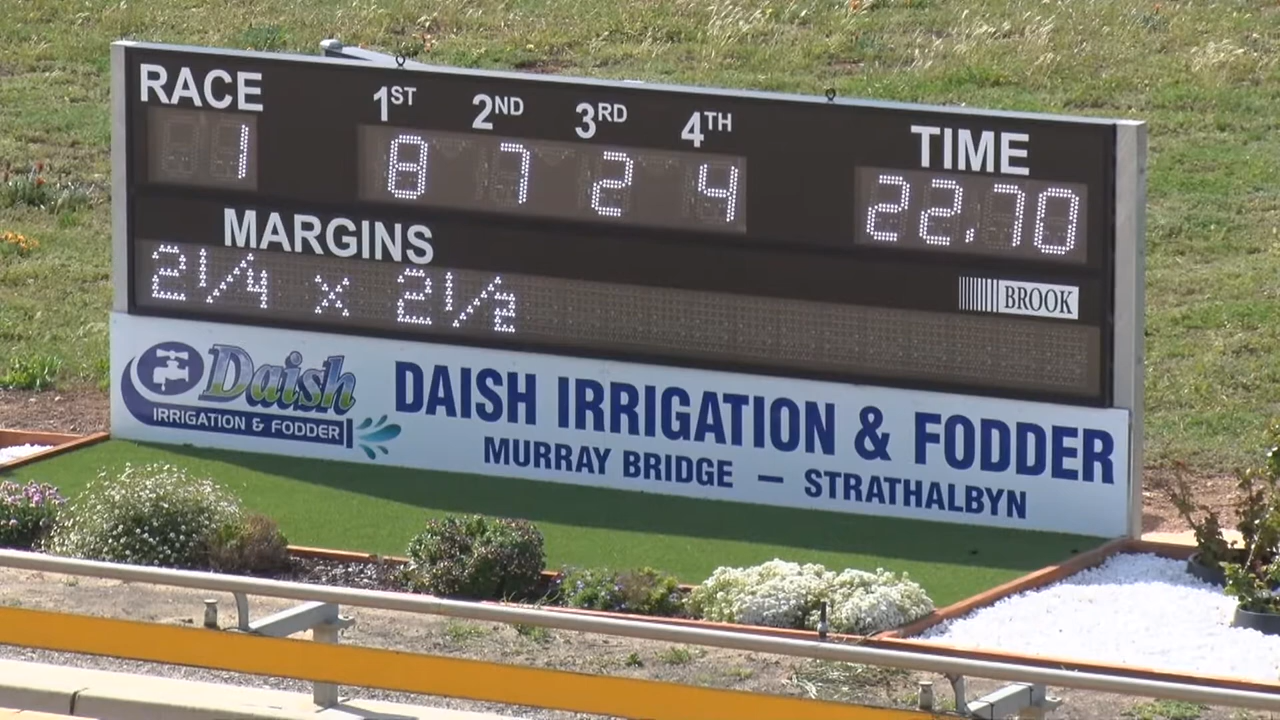 RACE 1ST 2ND 3RD 4TH TIME
1 8 7 2 4 22.70
MARGINS
2 1/4 x 2 1/2
BROOK
Daish
IRRIGATION & FODDER
DAISH IRRIGATION & FODDER
MURRAY BRIDGE — STRATHALBYN